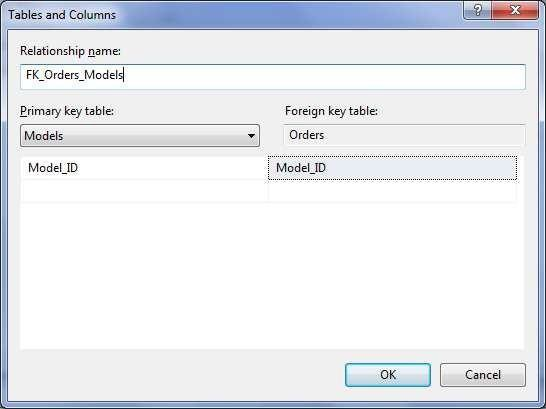 Tables and Columns
Relationship name:
FK_Orders_Models
Primary key table:
Foreign key table:
Models
Orders
Model_ID
Model_ID
OK
Cancel